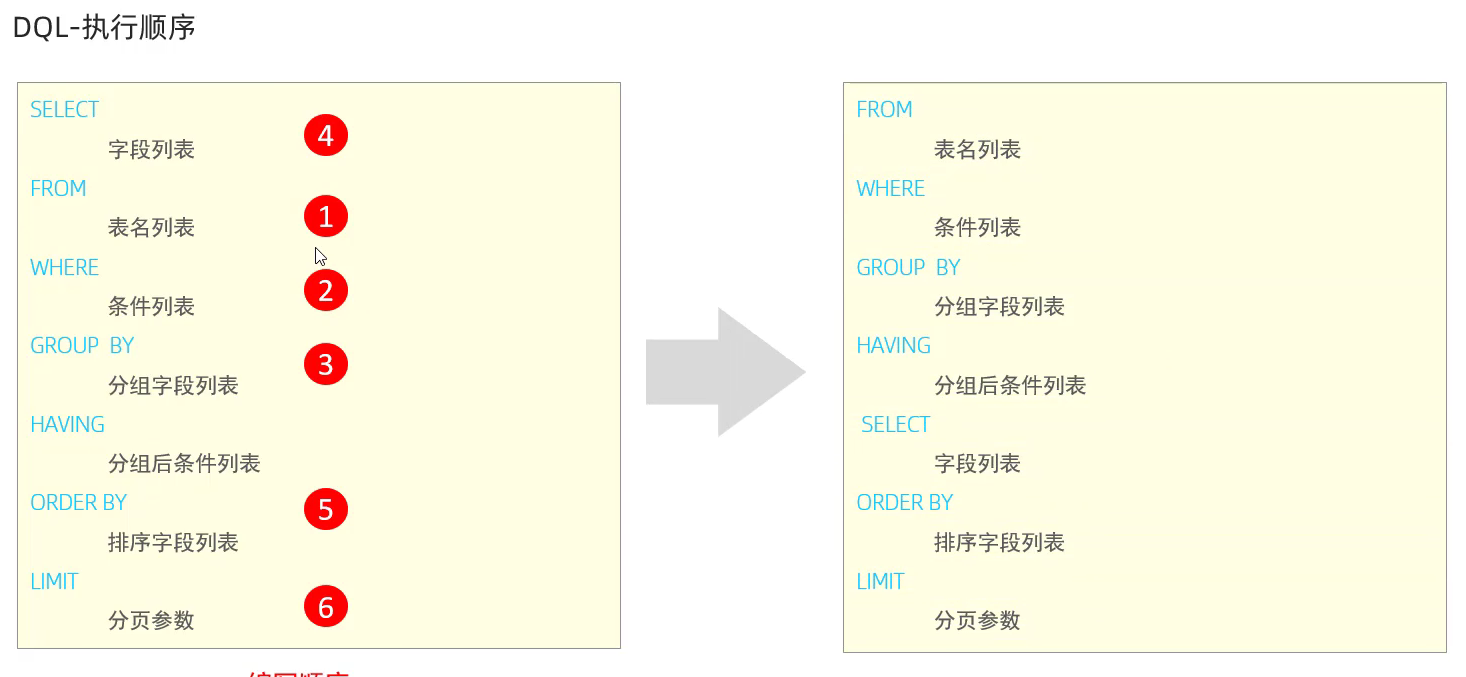 DQL-执行顺序
SELECT
4
字段列表
FROM
1
表名列表
WHERE
2
条件列表
GROUP BY
3
分组字段列表
HAVING
分组后条件列表
ORDER BY
5
排序字段列表
LIMIT
6
分页参数
FROM
表名列表
WHERE
条件列表
GROUP BY
分组字段列表
HAVING
分组后条件列表
SELECT
字段列表
ORDER BY
排序字段列表
LIMIT
分页参数